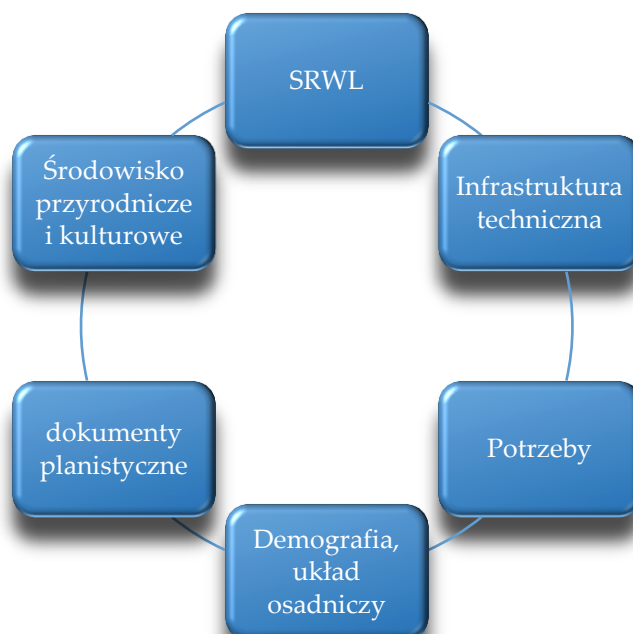 SRWL
Infrastruktura
techniczna
Potrzeby
Demografia,
układ
osadniczy
dokumenty
planistyczne
Środowisko
przyrodnicze
i kulturowe